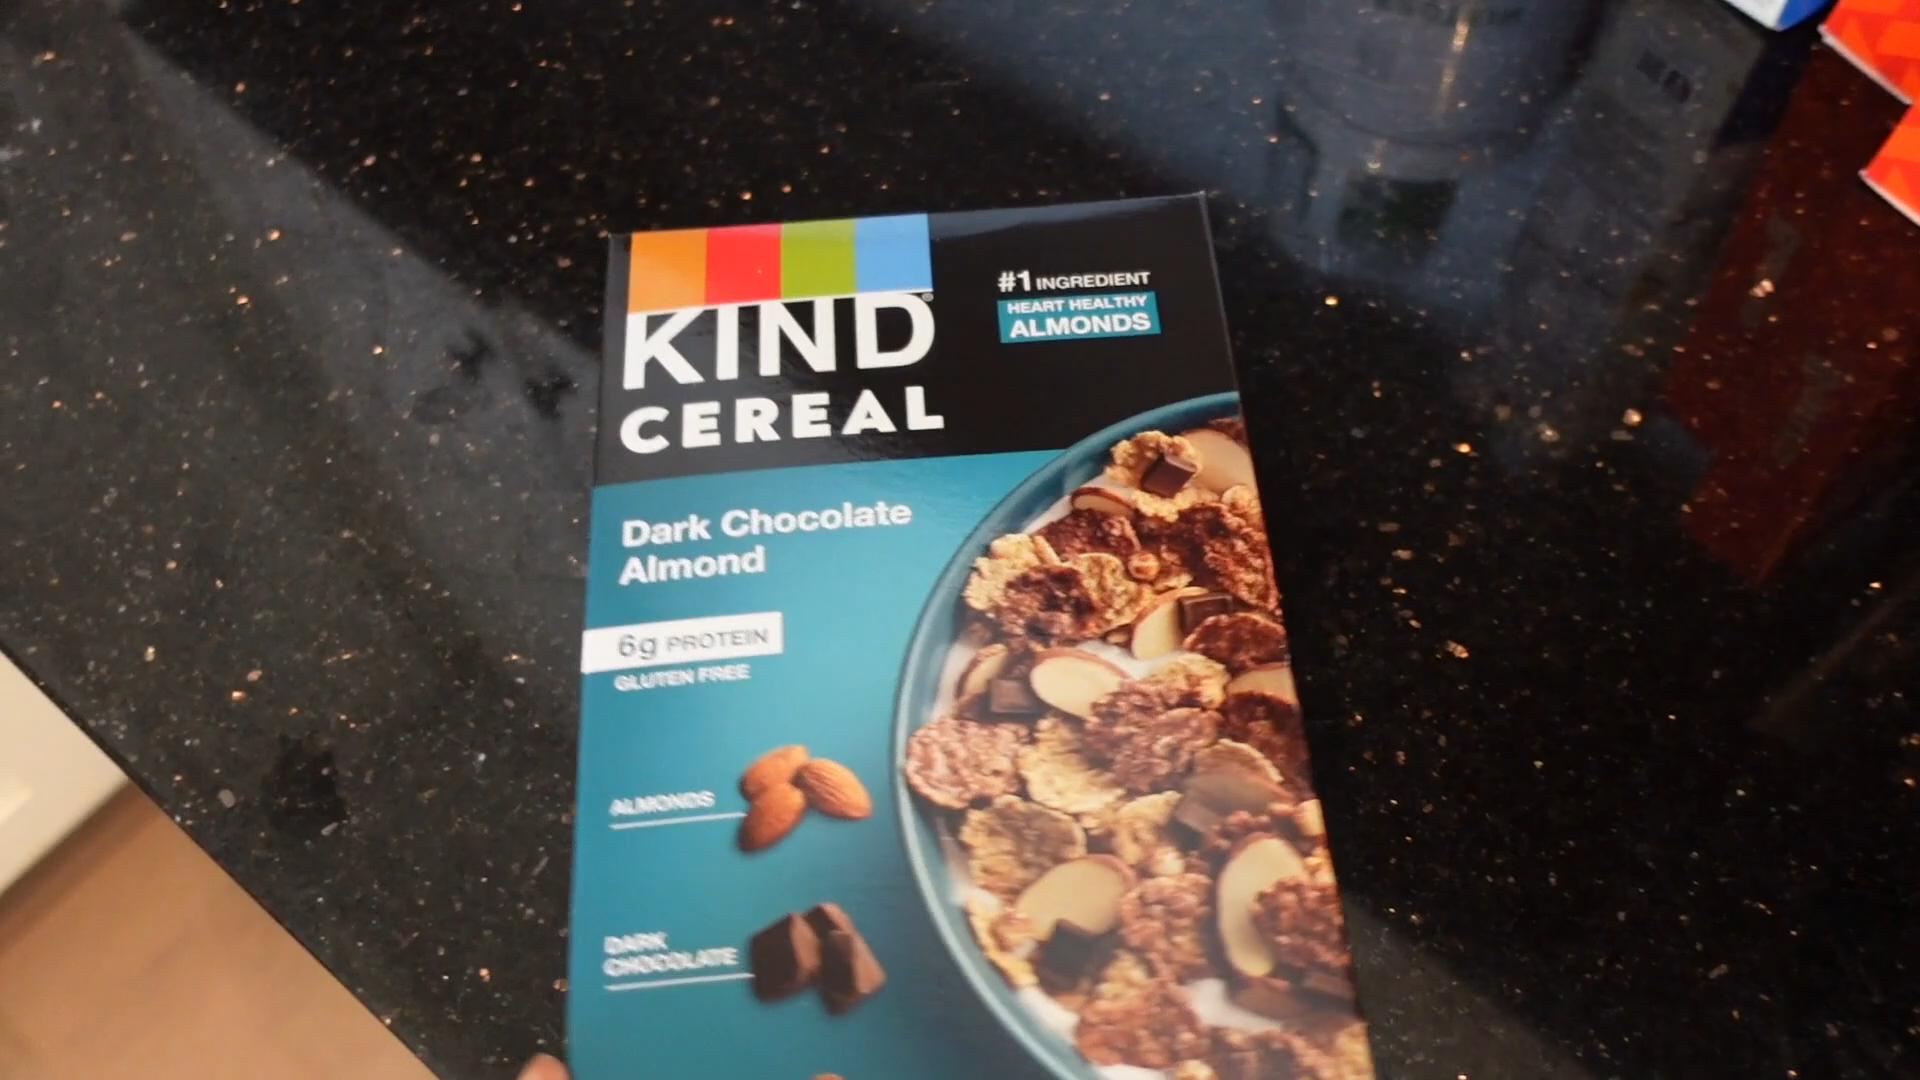 KIND®
CEREAL
#1 INGREDIENT
HEART HEALTHY
ALMONDS
Dark Chocolate
Almond
6g PROTEIN
GLUTEN FREE
ALMONDS
DARK
CHOCOLATE